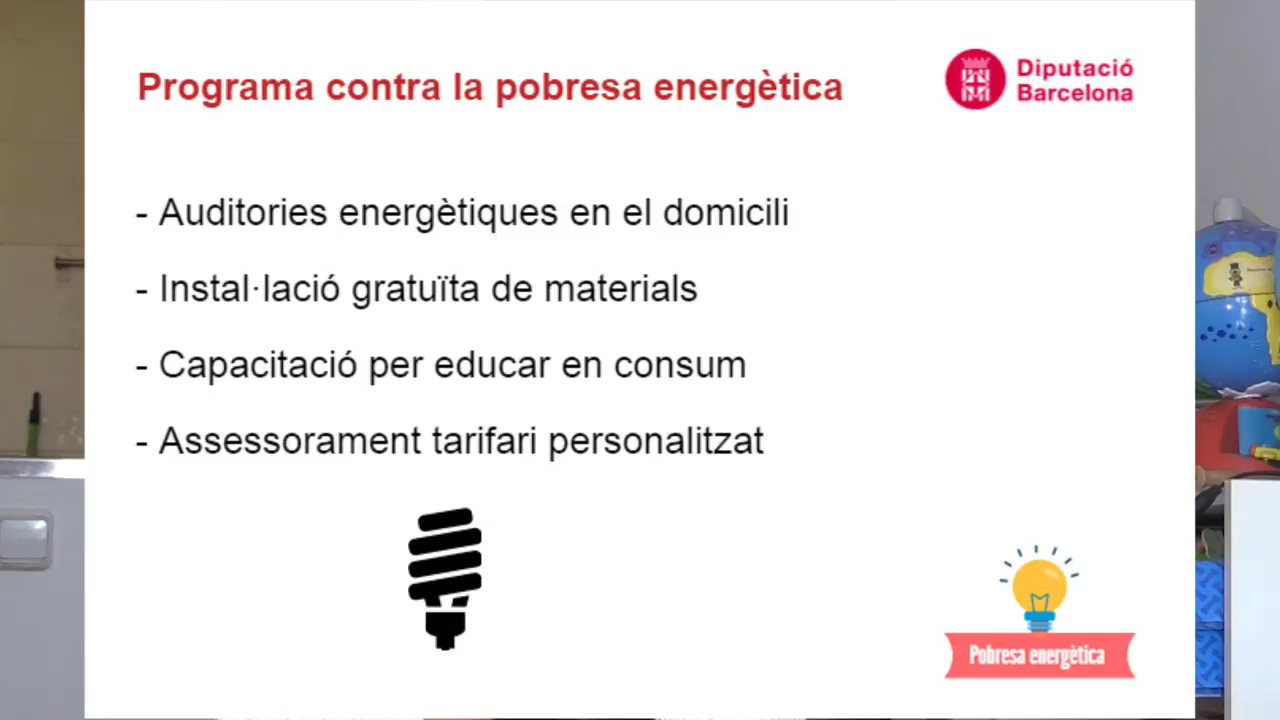 Programa contra la pobresa energètica
Diputació
Barcelona
- Auditories energètiques en el domicili
- Instal·lació gratuïta de materials
- Capacitació per educar en consum
- Assessorament tarifari personalitzat
Pobresa energètica